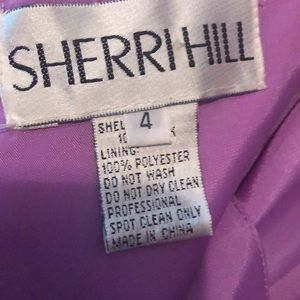 SHERRI HILL
4
SHEL
LINING:
100% POLYESTER
DO NOT WASH
DO NOT DRY CLEAN
PROFESSIONAL
SPOT CLEAN ONLY
MADE IN CHINA